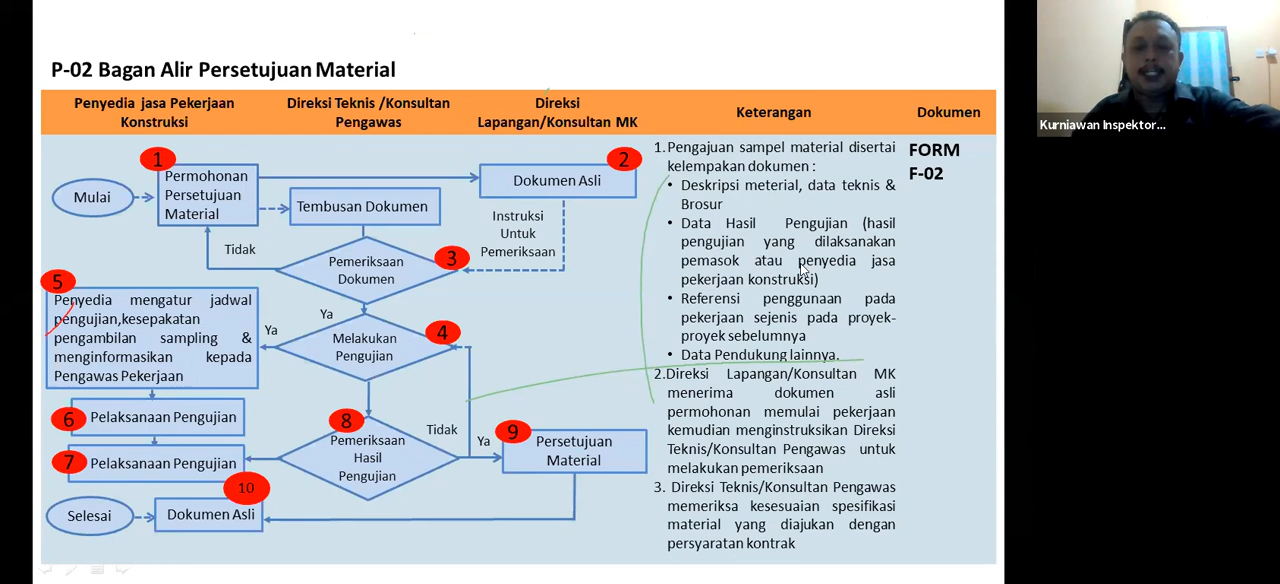 P-02 Bagan Alir Persetujuan Material
Penyedia jasa Pekerjaan
Konstruksi
Direksi Teknis /Konsultan
Pengawas
Direksi
Lapangan/Konsultan MK
Keterangan
Dokumen
1
Mulai
Permohonan
Persetujuan
Material
2
Dokumen Asli
Tembusan Dokumen
Instruksi
Untuk
Pemeriksaan
Tidak
3
Pemeriksaan
Dokumen
Ya
5
Penyedia mengatur jadwal
pengujian,kesepakatan
pengambilan sampling &
menginformasikan kepada
Pengawas Pekerjaan
Ya
4
Melakukan
Pengujian
6
Pelaksanaan Pengujian
7
Pelaksanaan Pengujian
8
Pemeriksaan
Hasil
Pengujian
Tidak
Ya
9
Persetujuan
Material
10
Selesai
Dokumen Asli
1.Pengajuan sampel material disertai
kelempakan dokumen :
• Deskripsi meterial, data teknis &
Brosur
• Data Hasil Pengujian (hasil
pengujian yang dilaksanakan
pemasok atau penyedia jasa
pekerjaan konstruksi)
• Referensi penggunaan pada
pekerjaan sejenis pada proyek-
proyek sebelumnya
• Data Pendukung lainnya.
2.Direksi Lapangan/Konsultan MK
menerima dokumen asli
permohonan memulai pekerjaan
kemudian menginstruksikan Direksi
Teknis/Konsultan Pengawas untuk
melakukan pemeriksaan
3. Direksi Teknis/Konsultan Pengawas
memeriksa kesesuaian spesifikasi
material yang diajukan dengan
persyaratan kontrak
FORM
F-02
Kurniawan Inspektor...